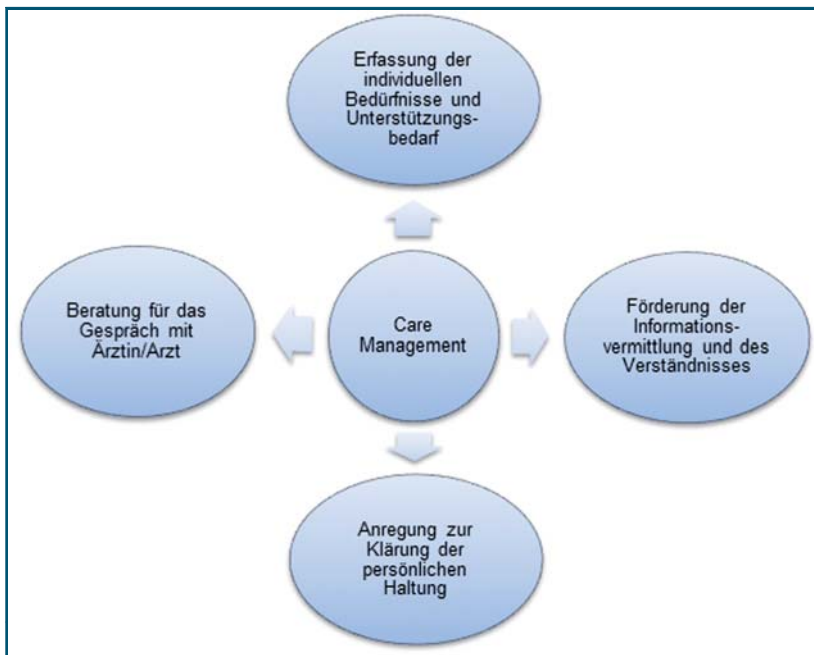 Erfassung der
individuellen
Bedürfnisse und
Unterstützungs-
bedarf
Beratung für das
Gespräch mit
Ärztin/Arzt
Care
Management
Förderung der
Informations-
vermittlung und des
Verständnisses
Anregung zur
Klärung der
persönlichen
Haltung